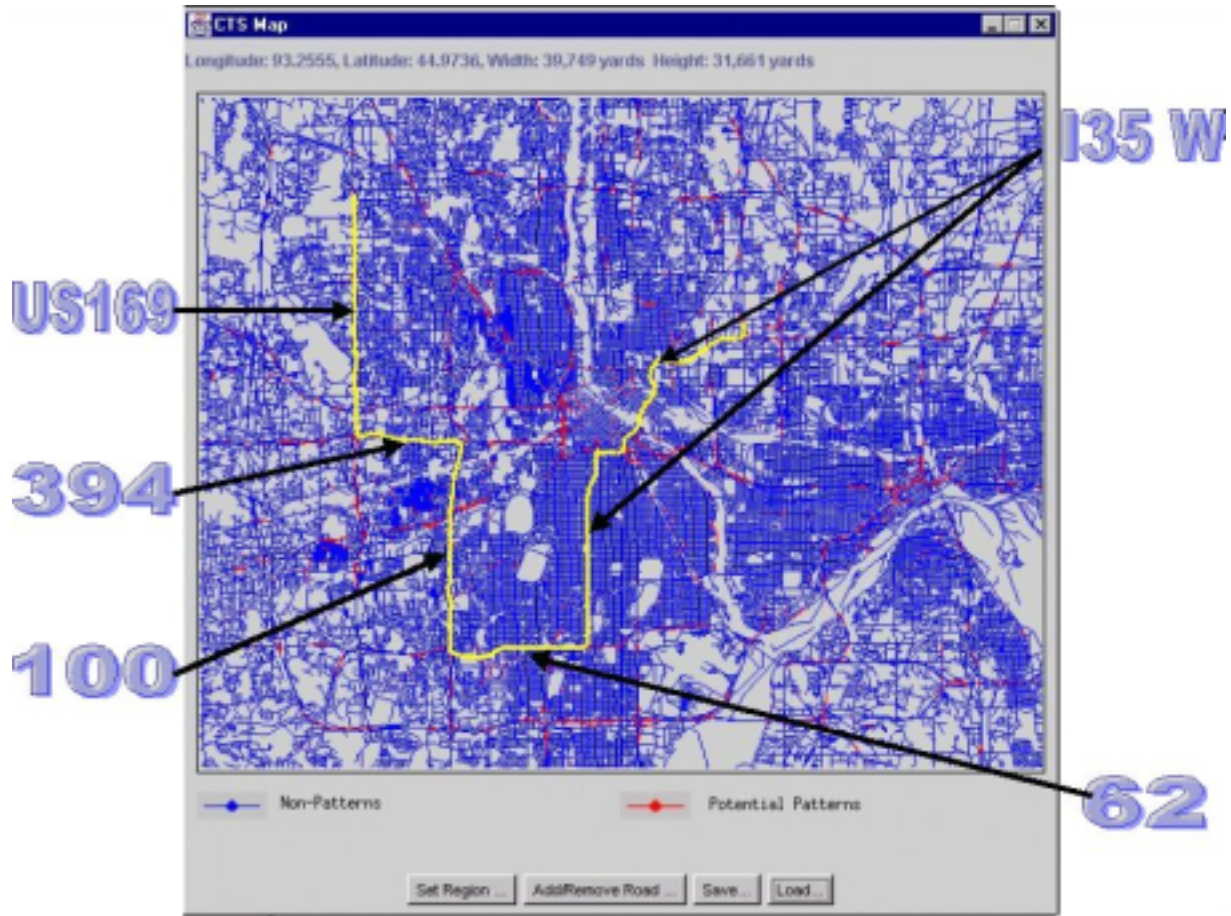 CTS Map
Longitude: 93.2555, Latitude: 44.9736, Width: 39,749 yards Height: 31,661 yards
I35 W
US169
394
100
62
Non-Patterns
Potential Patterns
Set Region ...
Add/Remove Road ...
Save...
Load...